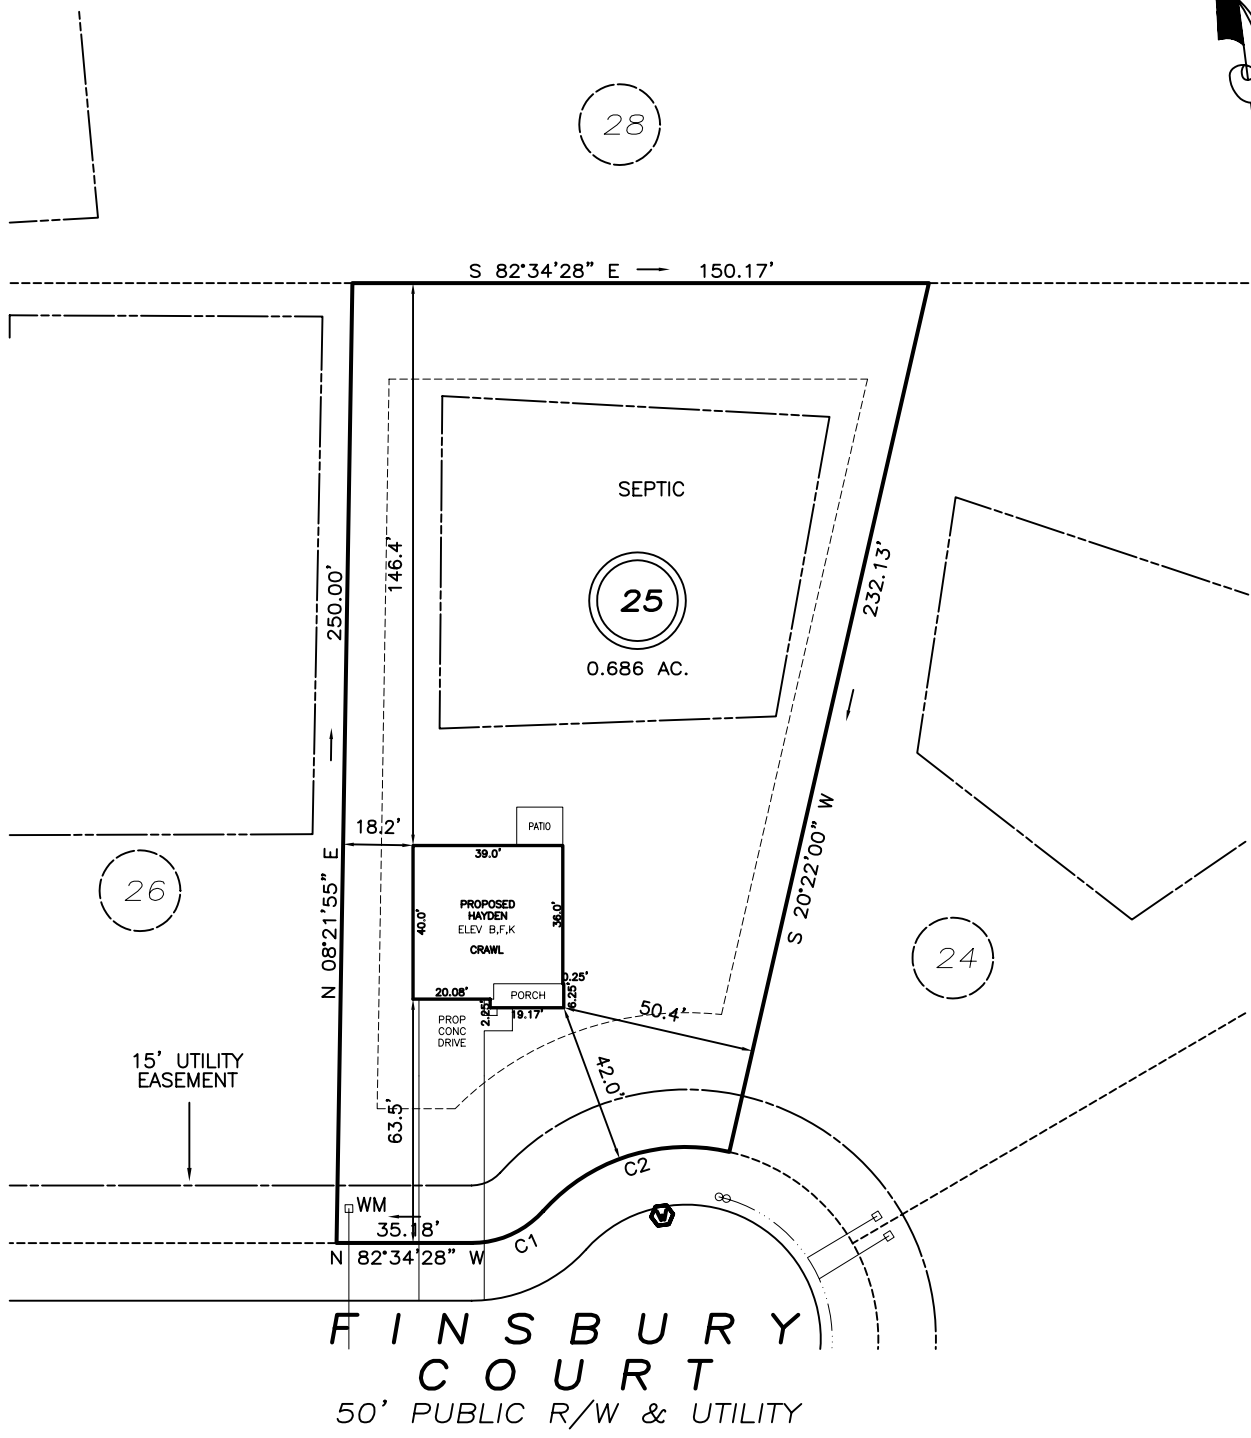 28
S 82°34'28" E 150.17'
SEPTIC
25
0.686 AC.
146.4'
250.00'
N 08°21'55" E
232.13'
S 20°22'00" W
18.2'
PATIO
39.0'
26
PROPOSED
HAYDEN
ELEV B,F,K
CRAWL
40.0'
36.0'
24
0.25'
6.25'
20.08'
PORCH
19.17'
2.25'
PROP
CONC
DRIVE
50.4'
42.0'
15' UTILITY
EASEMENT
63.5'
C2
WM
35.18'
C1
N 82°34'28" W
FINSBURY
COURT
50' PUBLIC R/W & UTILITY